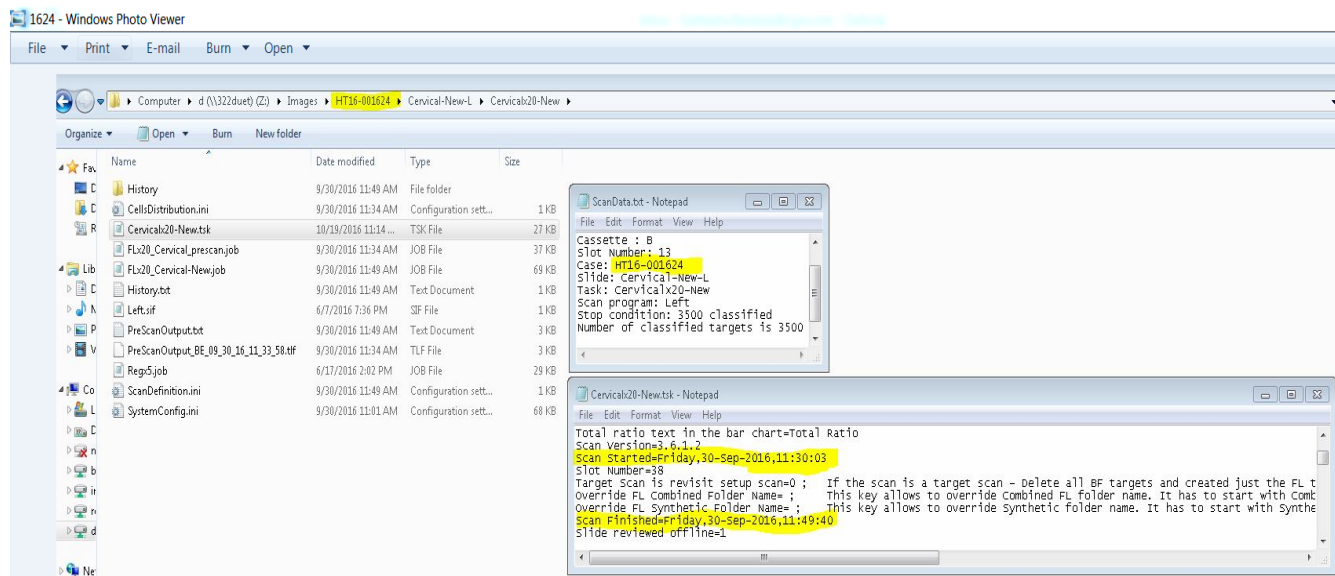 1624 - Windows Photo Viewer
File Print E-mail Burn Open
Computer d (\\322duet) (Z:) Images HT16-001624 Cervical-New-L Cervicalx20-New
Organize Open Burn New folder
Name Date modified Type Size
History 9/30/2016 11:49 AM File folder
CellsDistribution.ini 9/30/2016 11:34 AM Configuration sett... 1 KB
Cervicalx20-New.tsk 10/19/2016 11:14 ... TSK File 27 KB
FLx20_Cervical_prescan.job 9/30/2016 11:34 AM JOB File 37 KB
FLx20_Cervical-New.job 9/30/2016 11:49 AM JOB File 69 KB
History.txt 9/30/2016 11:49 AM Text Document 1 KB
Left.sif 6/7/2016 7:36 PM SIF File 1 KB
PreScanOutput.txt 9/30/2016 11:49 AM Text Document 3 KB
PreScanOutput_BE_09_30_16_11_33_58.tlf 9/30/2016 11:34 AM TLF File 3 KB
Regx5.job 6/17/2016 2:02 PM JOB File 29 KB
ScanDefinition.ini 9/30/2016 11:49 AM Configuration sett... 1 KB
SystemConfig.ini 9/30/2016 11:01 AM Configuration sett... 68 KB
Fav
D
D
R
Lib
D
P
V
Co
L
D
n
b
d
Ne
ScanData.txt - Notepad
File Edit Format View Help
Cassette : B
Slot Number: 13
Case: HT16-001624
Slide: Cervical-New-L
Task: Cervicalx20-New
Scan program: Left
Stop condition: 3500 classified
Number of classified targets is 3500
Cervicalx20-New.tsk - Notepad
File Edit Format View Help
Total ratio text in the bar chart=Total Ratio
Scan Version=3.6.1.2
Scan Started=Friday,30-Sep-2016,11:30:03
Slot Number=38
Target Scan is revisit setup scan=0 ; If the scan is a target scan - Delete all BF targets and created just the FL t
Override FL Combined Folder Name= ; This key allows to override Combined FL folder name. It has to start with Comb
Override FL Synthetic Folder Name= ; This key allows to override Synthetic folder name. It has to start with Synthe
Scan Finished=Friday,30-Sep-2016,11:49:40
Slide reviewed offline=1